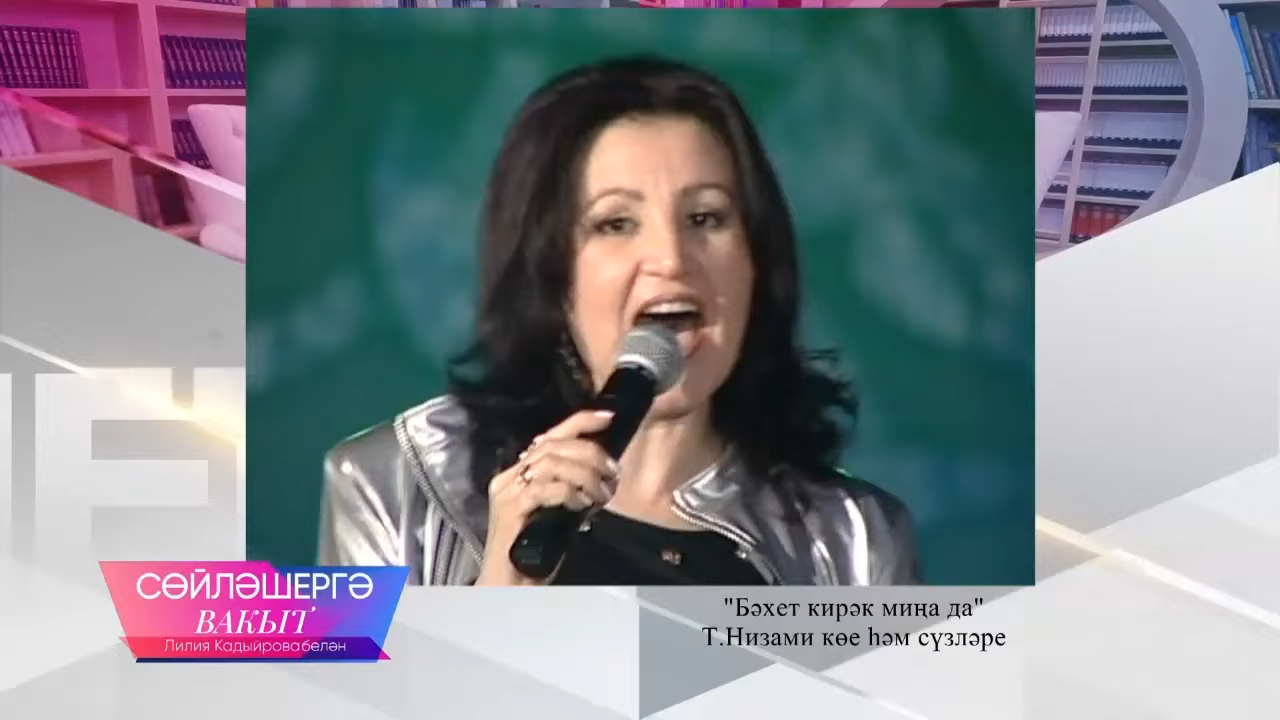 СӨЙЛӘШЕРГӘ
ВАКЫТ
Лилия Кадыйрова белән
"Бәхет кирәк миңа да"
Т.Низами көе һәм сүзләре